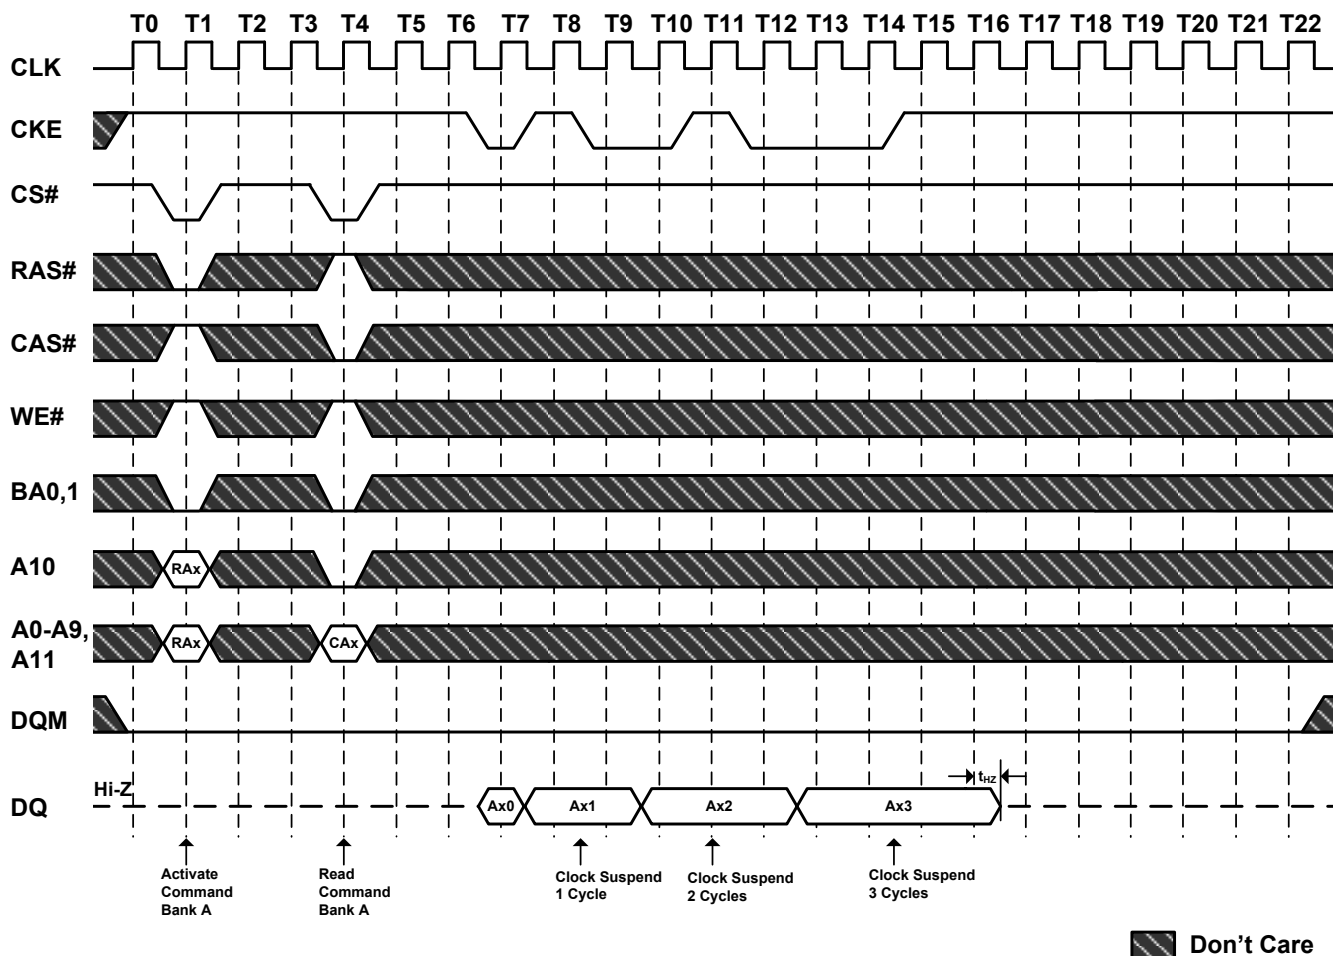 T0 T1 T2 T3 T4 T5 T6 T7 T8 T9 T10 T11 T12 T13 T14 T15 T16 T17 T18 T19 T20 T21 T22
CLK
CKE
CS#
RAS#
CAS#
WE#
BA0,1
A10
RAx
A0-A9,
A11
RAx
CAx
DQM
Hi-Z
DQ
Ax0
Ax1
Ax2
Ax3
tHZ
Activate
Command
Bank A
Read
Command
Bank A
Clock Suspend
1 Cycle
Clock Suspend
2 Cycles
Clock Suspend
3 Cycles
Don't Care